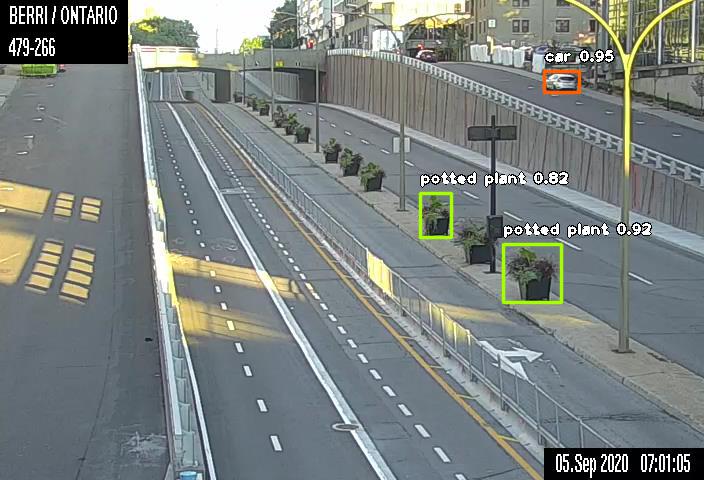 BERRI / ONTARIO
479-266
car 0.95
potted plant 0.82
potted plant 0.92
05.Sep 2020 07:01:05